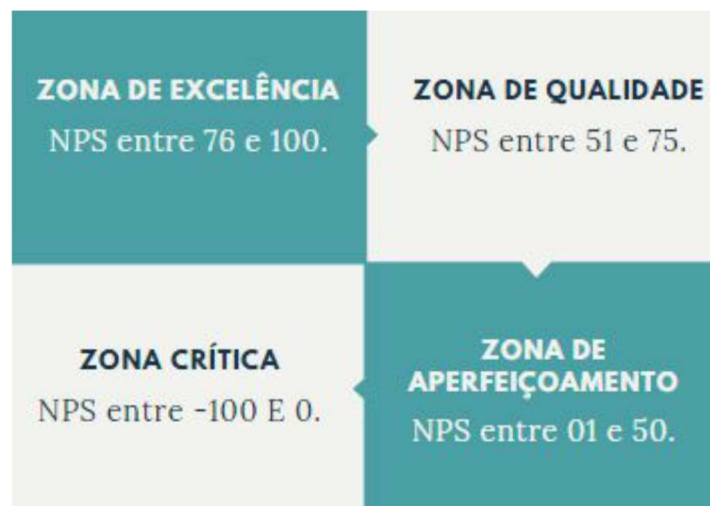 ZONA DE EXCELÊNCIA
NPS entre 76 e 100.
ZONA DE QUALIDADE
NPS entre 51 e 75.
ZONA CRÍTICA
NPS entre -100 E 0.
ZONA DE
APERFEIÇOAMENTO
NPS entre 01 e 50.